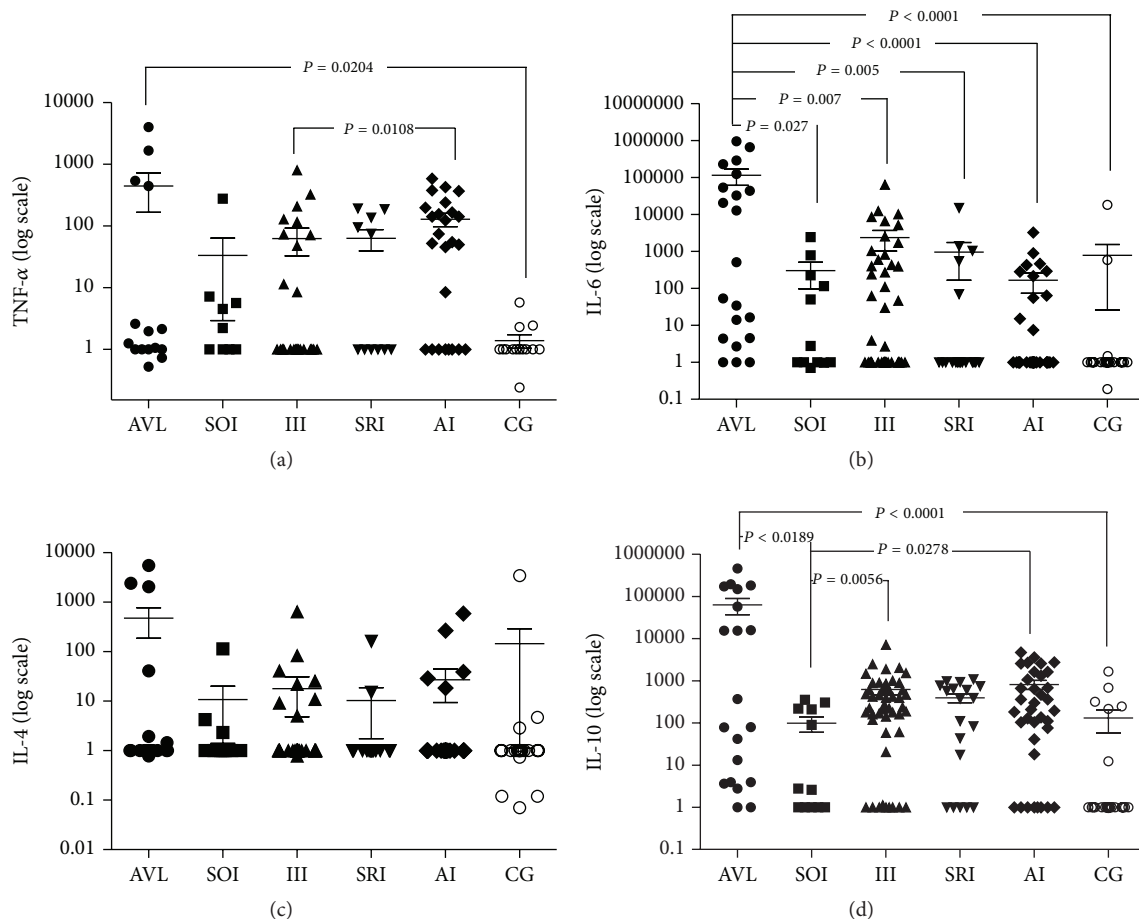 P = 0.0204
P = 0.0108
TNF-α (log scale)
10000
1000
100
10
1
AVL SOI III SRI AI CG
(a)
P < 0.0001
P < 0.0001
P = 0.005
P = 0.007
P = 0.027
IL-6 (log scale)
10000000
1000000
100000
10000
1000
100
10
1
0.1
AVL SOI III SRI AI CG
(b)
IL-4 (log scale)
10000
1000
100
10
1
0.1
0.01
AVL SOI III SRI AI CG
(c)
P < 0.0001
P < 0.0189
P = 0.0278
P = 0.0056
IL-10 (log scale)
1000000
100000
10000
1000
100
10
1
0.1
AVL SOI III SRI AI CG
(d)